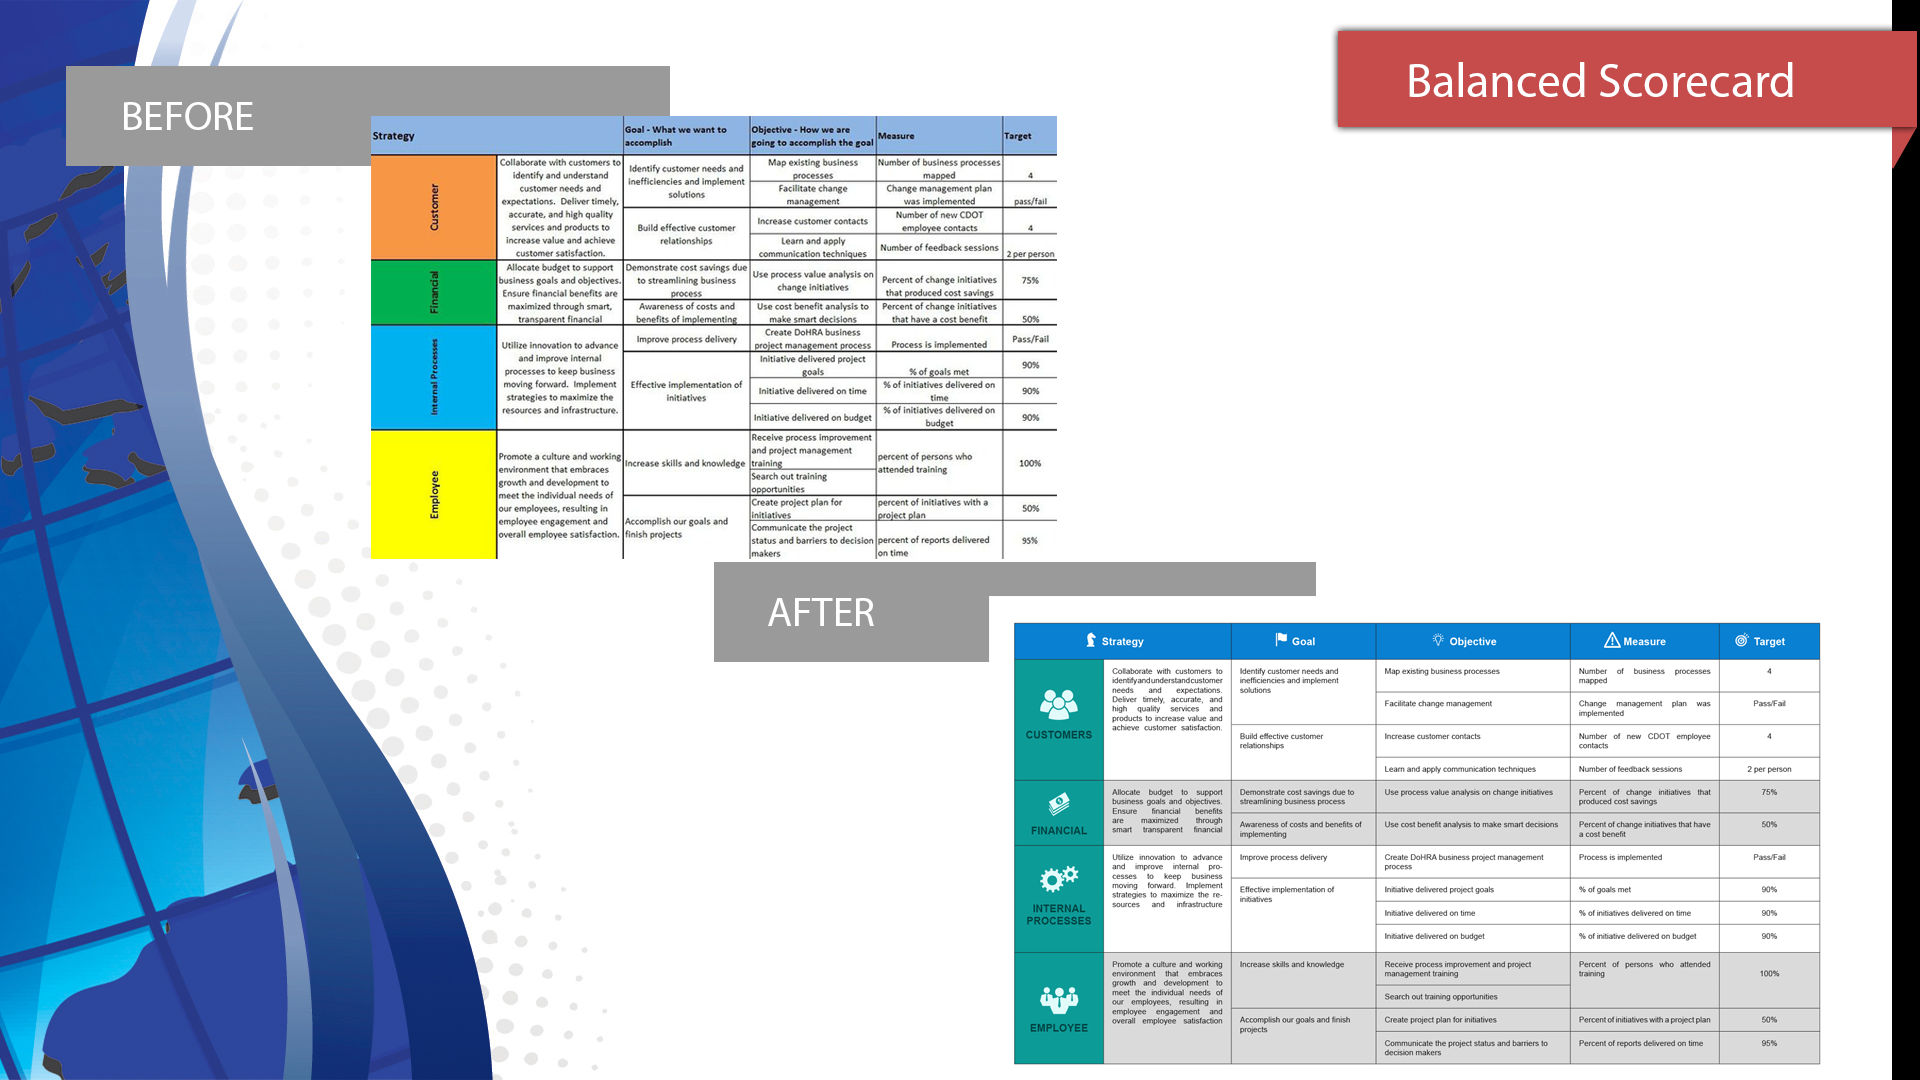 Balanced Scorecard
BEFORE
Strategy
Goal - What we want to
accomplish
Objective - How we are
going to accomplish the goal
Measure
Target
Customer
Collaborate with customers to
identify and understand
customer needs and
expectations. Deliver timely,
accurate, and high quality
services and products to
increase value and achieve
customer satisfaction.
Identify customer needs and
inefficiencies and implement
solutions
Map existing business
processes
Number of business processes
mapped
4
Facilitate change
management
Change management plan
was implemented
pass/fail
Build effective customer
relationships
Increase customer contacts
Number of new CDOT
employee contacts
4
Learn and apply
communication techniques
Number of feedback sessions
2 per person
Financial
Allocate budget to support
business goals and objectives.
Ensure financial benefits are
maximized through smart,
transparent financial
Demonstrate cost savings due
to streamlining business
process
Use process value analysis on
change initiatives
Percent of change initiatives
that produced cost savings
75%
Awareness of costs and
benefits of implementing
Use cost benefit analysis to
make smart decisions
Percent of change initiatives
that have a cost benefit
50%
Internal Processes
Utilize innovation to advance
and improve internal
processes to keep business
moving forward. Implement
strategies to maximize the
resources and infrastructure.
Improve process delivery
Create DoHRA business
project management process
Process is implemented
Pass/Fail
Effective implementation of
initiatives
Initiative delivered project
goals
% of goals met
90%
Initiative delivered on time
% of initiatives delivered on
time
90%
Initiative delivered on budget
% of initiatives delivered on
budget
90%
Employee
Promote a culture and working
environment that embraces
growth and development to
meet the individual needs of
our employees, resulting in
employee engagement and
overall employee satisfaction.
Increase skills and knowledge
Receive process improvement
and project management
training
Search out training
opportunities
percent of persons who
attended training
100%
Accomplish our goals and
finish projects
Create project plan for
initiatives
percent of initiatives with a
project plan
50%
Communicate the project
status and barriers to decision
makers
percent of reports delivered
on time
95%
AFTER
Strategy
Goal
Objective
Measure
Target
CUSTOMERS
Collaborate with customers to
identify and understand customer
needs and expectations.
Deliver timely, accurate, and
high quality services and
products to increase value and
achieve customer satisfaction.
Identify customer needs and
inefficiencies and implement
solutions
Map existing business processes
Number of business processes
mapped
4
Facilitate change management
Change management plan was
implemented
Pass/Fail
Build effective customer
relationships
Increase customer contacts
Number of new CDOT employee
contacts
4
Learn and apply communication techniques
Number of feedback sessions
2 per person
FINANCIAL
Allocate budget to support
business goals and objectives.
Ensure financial benefits
are maximized through
smart transparent financial
Demonstrate cost savings due to
streamlining business process
Use process value analysis on change initiatives
Percent of change initiatives that
produced cost savings
75%
Awareness of costs and benefits of
implementing
Use cost benefit analysis to make smart decisions
Percent of change initiatives that have
a cost benefit
50%
INTERNAL
PROCESSES
Utilize innovation to advance
and improve internal pro-
cesses to keep business
moving forward. Implement
strategies to maximize the re-
sources and infrastructure
Improve process delivery
Create DoHRA business project management
process
Process is implemented
Pass/Fail
Effective implementation of
initiatives
Initiative delivered project goals
% of goals met
90%
Initiative delivered on time
% of initiatives delivered on time
90%
Initiative delivered on budget
% of initiative delivered on budget
90%
EMPLOYEE
Promote a culture and working
environment that embraces
growth and development to
meet the individual needs of
our employees, resulting in
employee engagement and
overall employee satisfaction
Increase skills and knowledge
Receive process improvement and project
management training
Percent of persons who attended
training
100%
Search out training opportunities
Accomplish our goals and finish
projects
Create project plan for initiatives
Percent of initiatives with a project plan
50%
Communicate the project status and barriers to
decision makers
Percent of reports delivered on time
95%